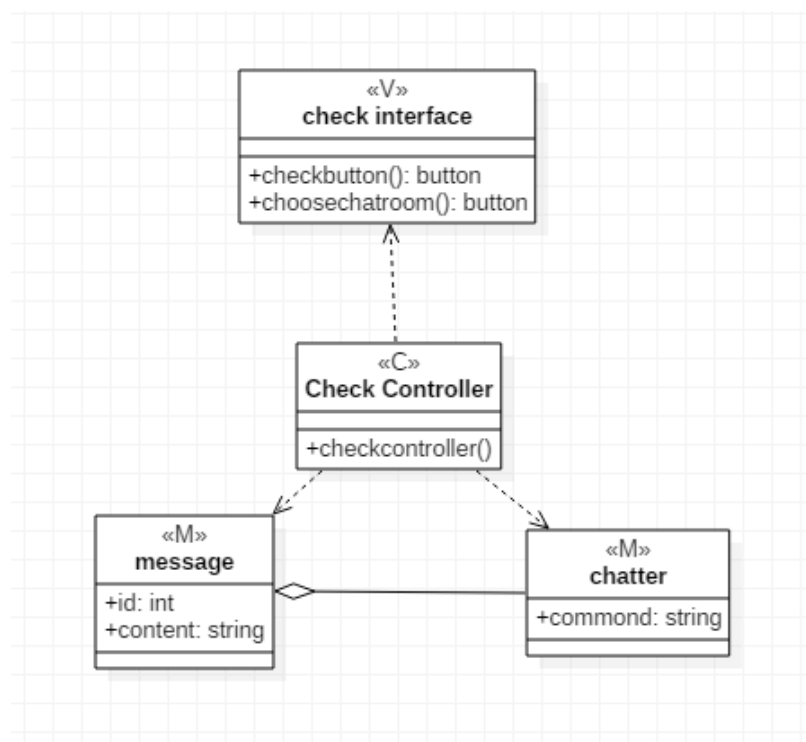 «V»
check interface
+checkbutton(): button
+choosechatroom(): button
«C»
Check Controller
+checkcontroller()
«M»
message
+id: int
+content: string
«M»
chatter
+commond: string